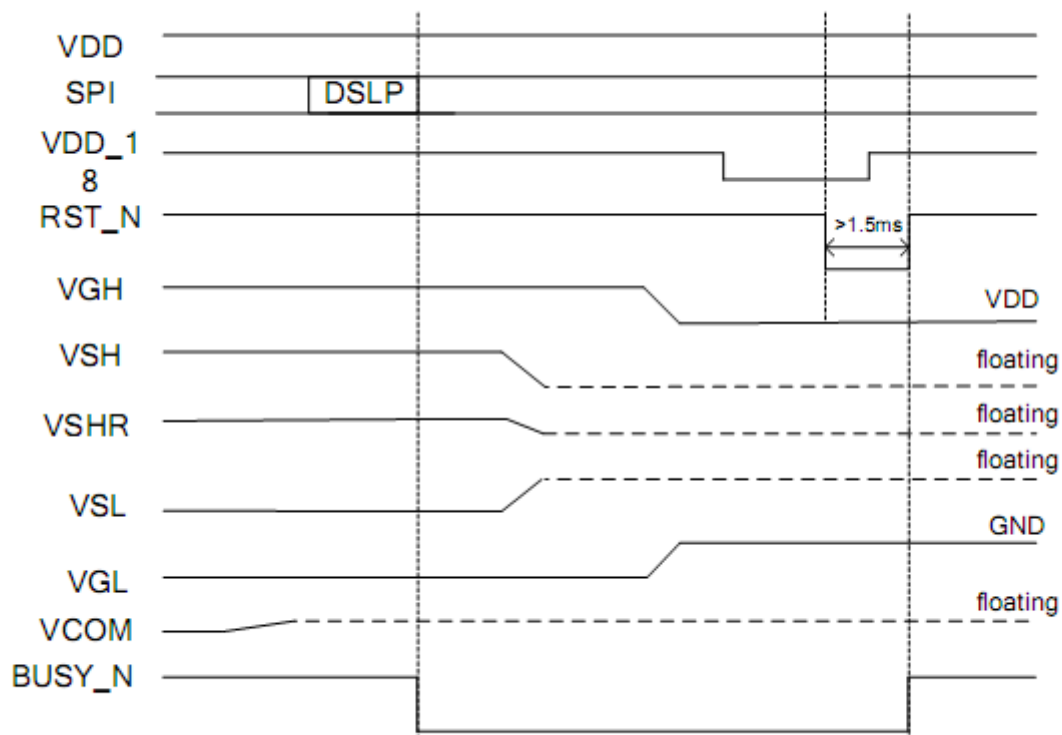 VDD
SPI
DSLP
VDD_1
8
RST_N
>1.5ms
VGH
VDD
VSH
floating
VSHR
floating
floating
VSL
GND
VGL
floating
VCOM
BUSY_N